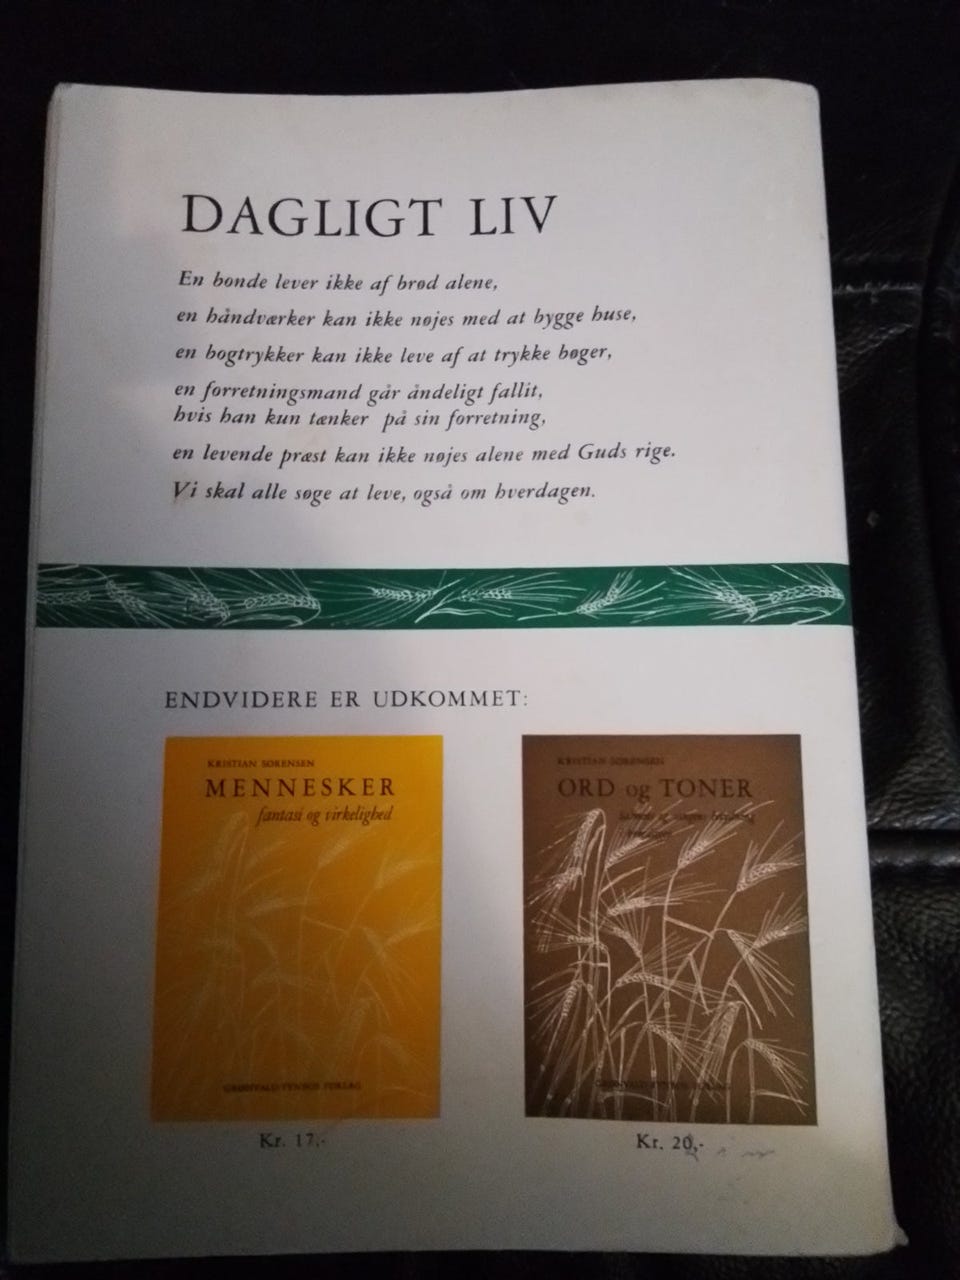 DAGLIGT LIV
En bonde lever ikke af brød alene,
en håndværker kan ikke nøjes med at bygge huse,
en bogtrykker kan ikke leve af at trykke bøger,
en forretningsmand går åndeligt fallit,
hvis han kun tænker på sin forretning,
en levende præst kan ikke nøjes alene med Guds rige.
Vi skal alle søge at leve, også om hverdagen.
ENDVIDERE ER UDKOMMET:
KRISTIAN SØRENSEN
MENNESKER
fantasi og virkelighed
GRØNVALD-FYNBOS FORLAG
Kr. 17,-
KRISTIAN SØRENSEN
ORD og TONER
og
Kr. 20,-